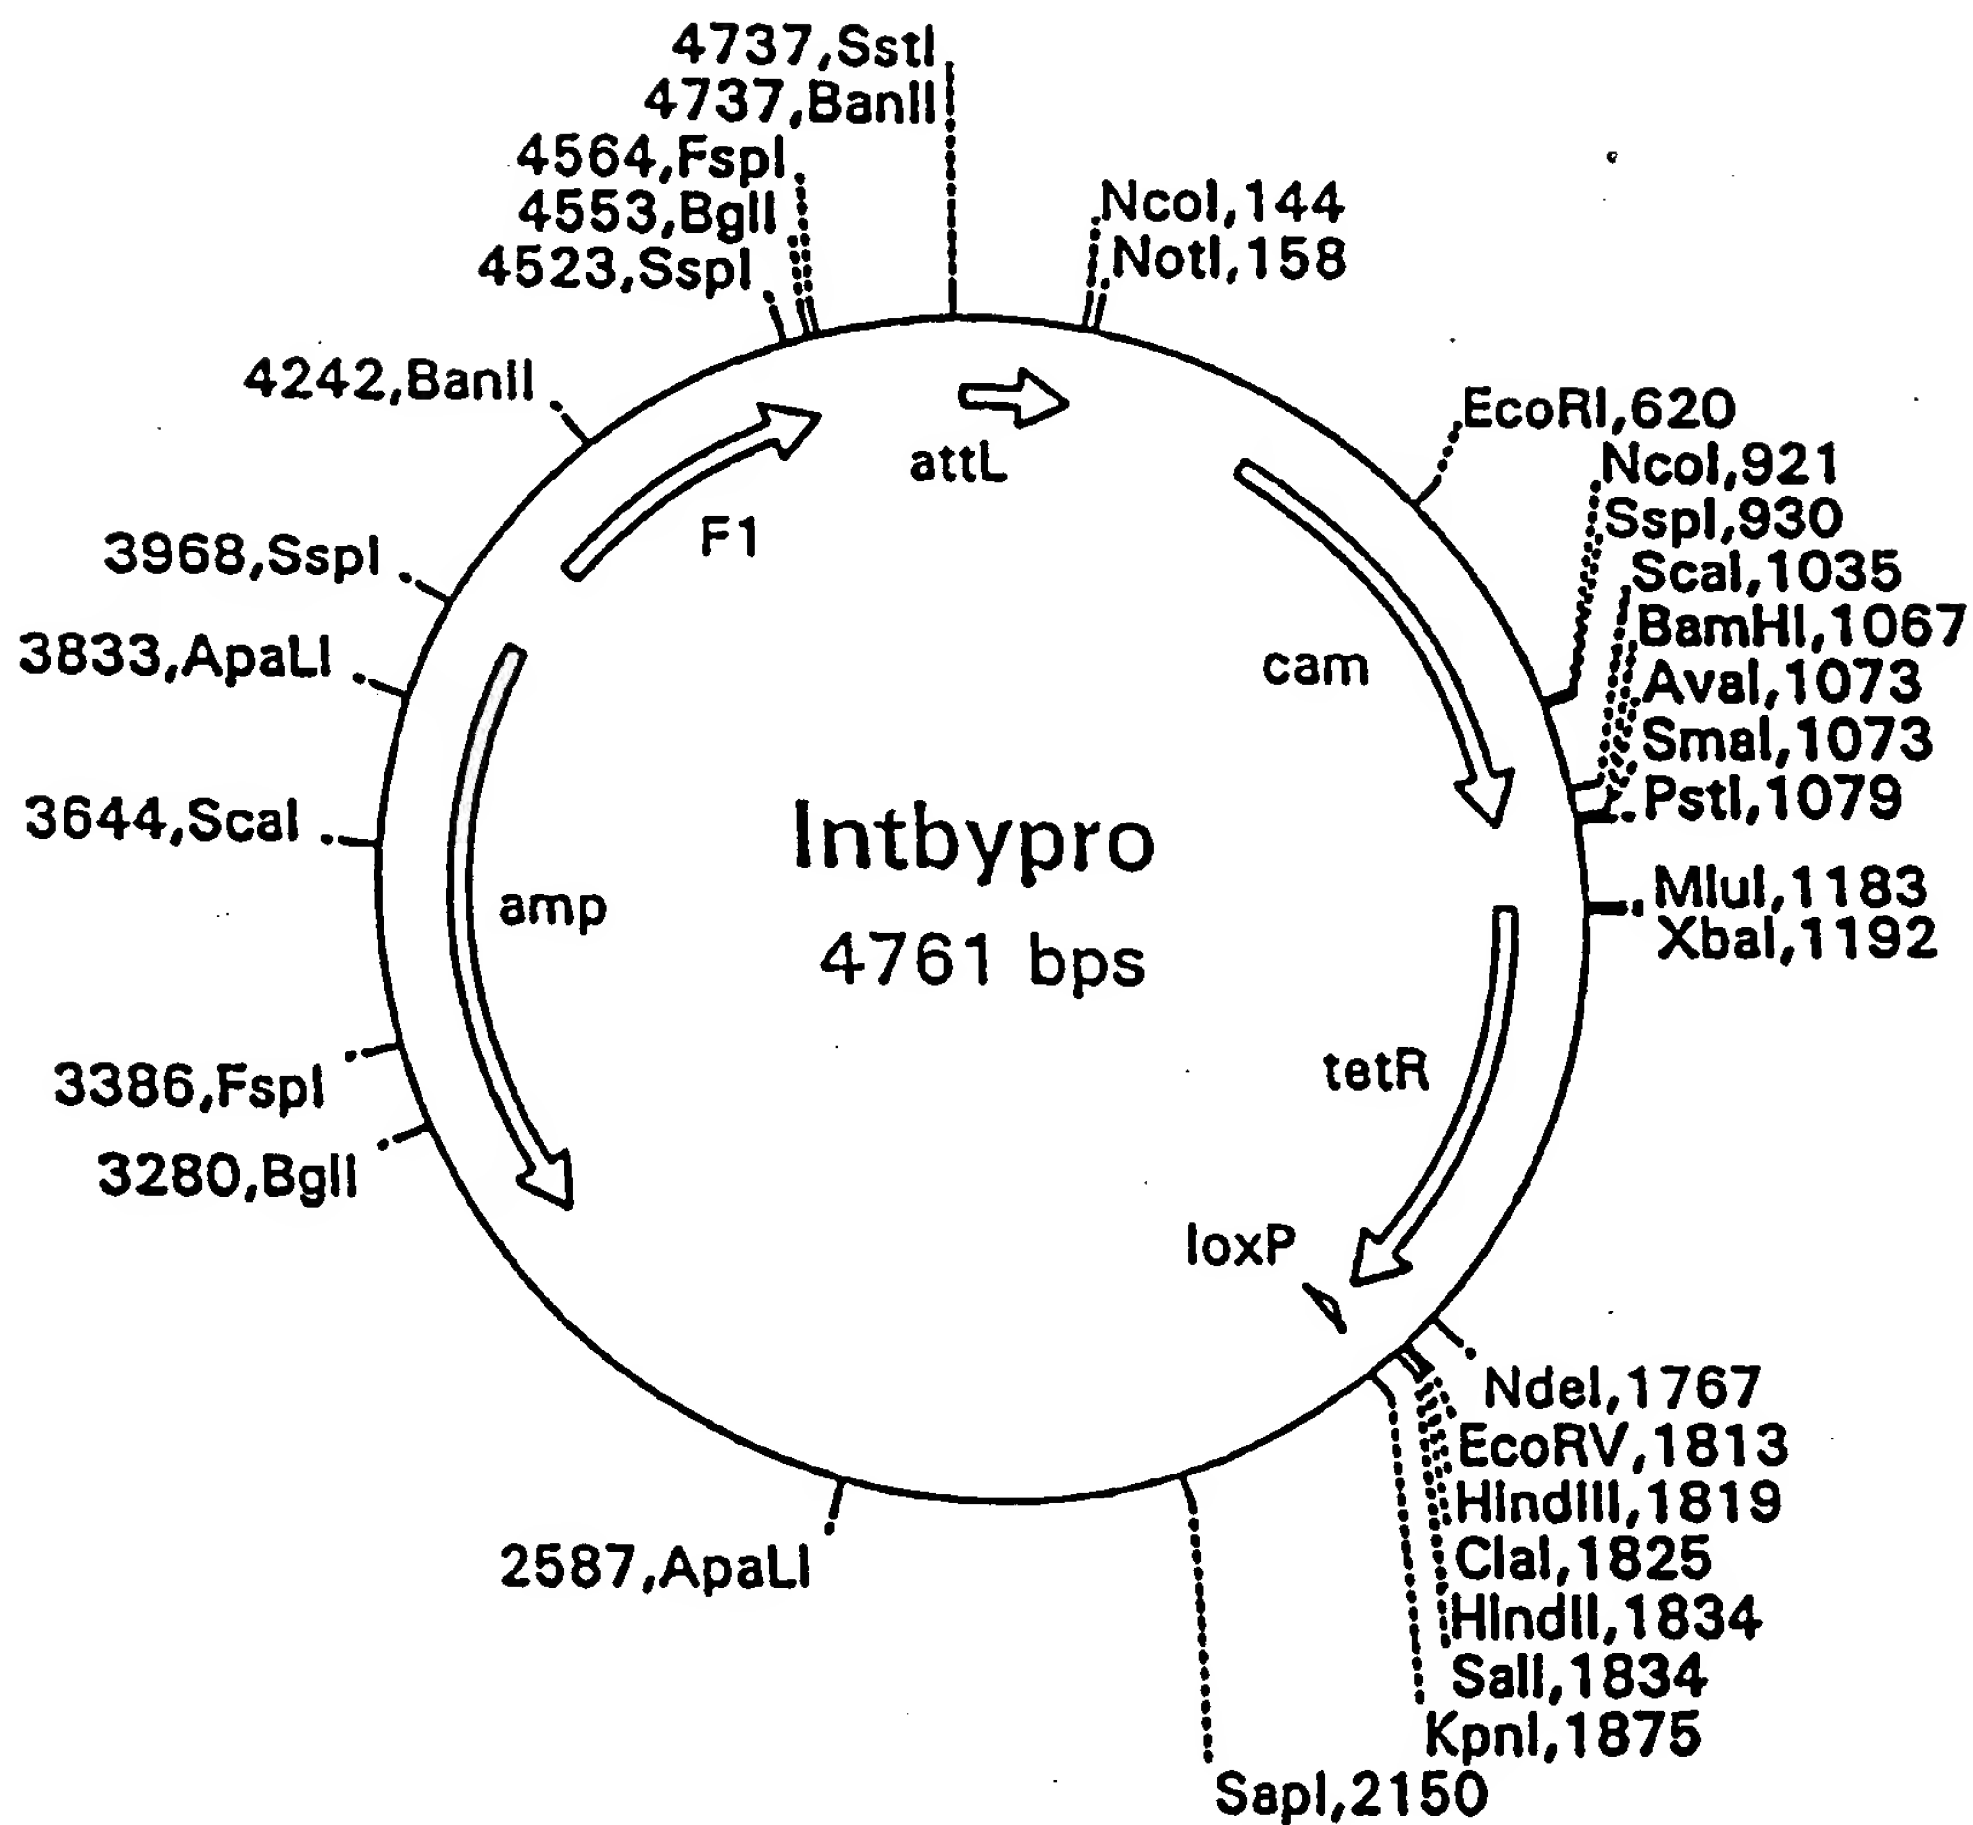 4737,SstI
4737,BanII
4564,FspI
4553,BglI
4523,SspI
4242,BanII
3968,SspI
3833,ApaLI
3644,ScaI
3386,FspI
3280,BglI
2587,ApaLI
NcoI,144
NotI,158
EcoRI,620
NcoI,921
SspI,930
ScaI,1035
BamHI,1067
AvaI,1073
SmaI,1073
PstI,1079
MluI,1183
XbaI,1192
NdeI,1767
EcoRV,1813
HindIII,1819
ClaI,1825
HindII,1834
SalI,1834
KpnI,1875
SapI,2150
attL
F1
cam
amp
tetR
loxP
Intbypro
4761 bps